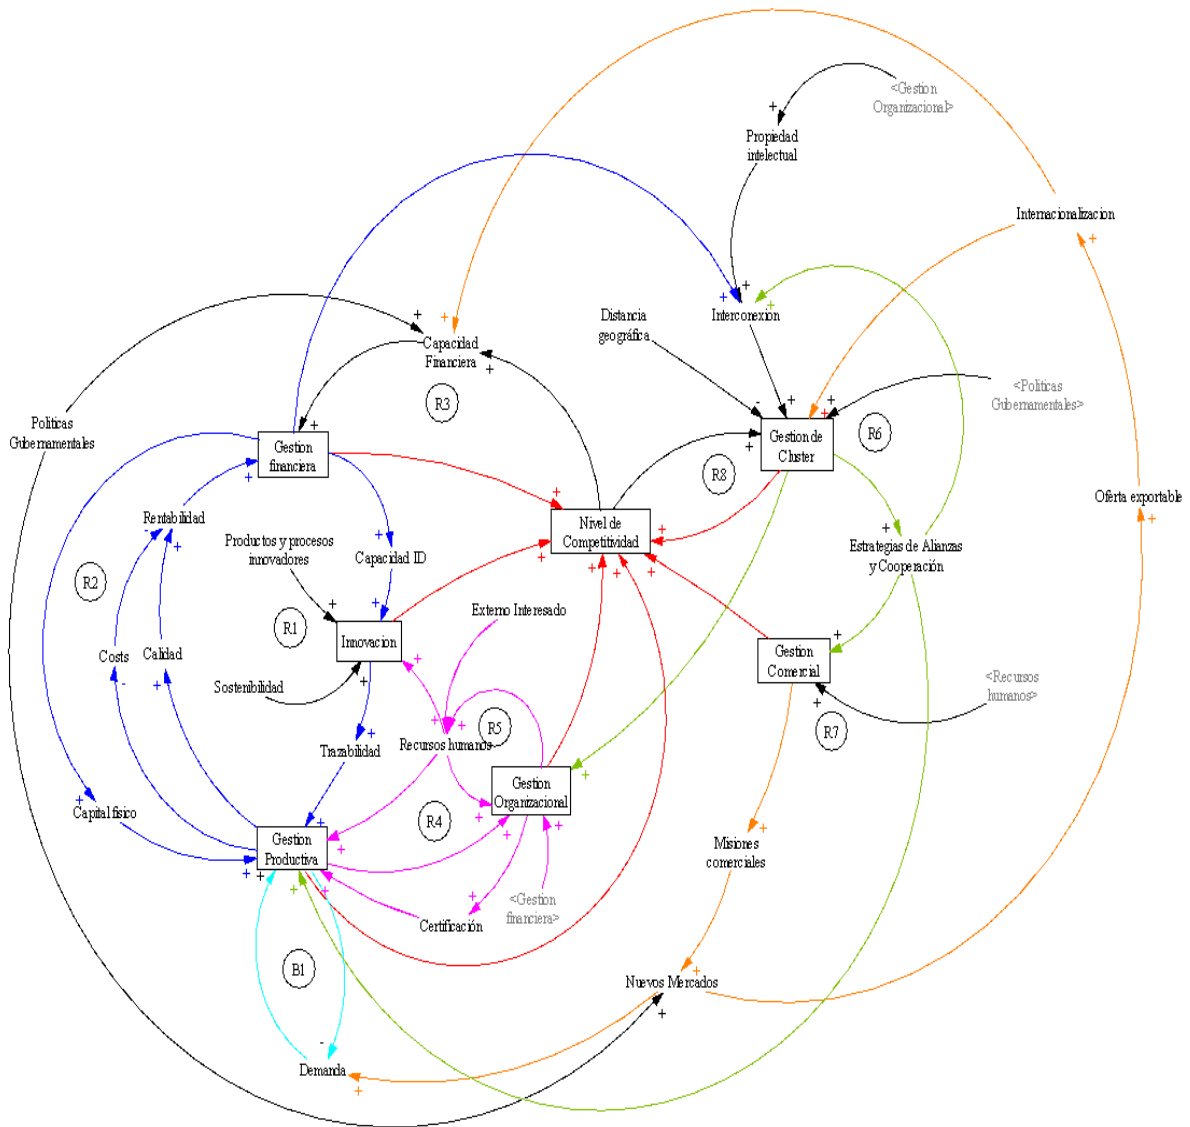 <Gestion
Organizacional>
Propiedad
intelectual
Internacionalizacion
Interconexión
Distancia
geográfica
Capacidad
Financiera
<Politicas
Gubernamentales>
R3
Politicas
Gubernamentales
Gestion
financiera
Gestion de
Cluster
R6
R8
Oferta exportable
Rentabilidad
Nivel de
Competitividad
Productos y procesos
innovadores
Capacidad ID
Estrategias de Alianzas
y Cooperación
R2
Externo Interesado
R1
Innovacion
Costs
Calidad
Gestion
Comercial
Sostenibilidad
<Recursos
humanos>
R5
R7
Trazabilidad
Recursos humanos
Gestion
Organizacional
Capital fisico
R4
Gestion
Productiva
Misiones
comerciales
<Gestion
financiera>
Certificación
B1
Nuevos Mercados
Demanda